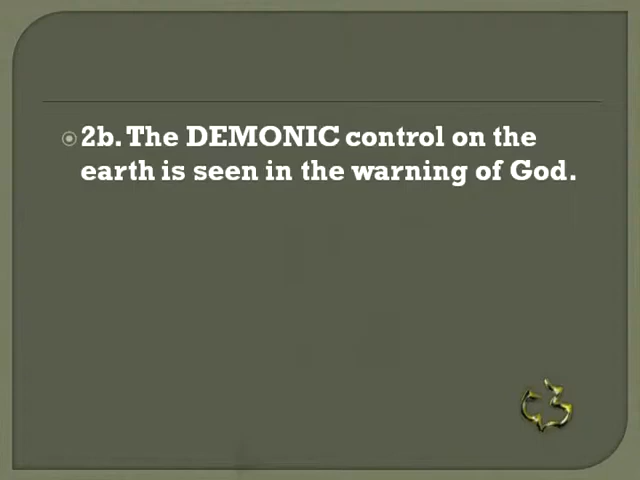 2b. The DEMONIC control on the
earth is seen in the warning of God.